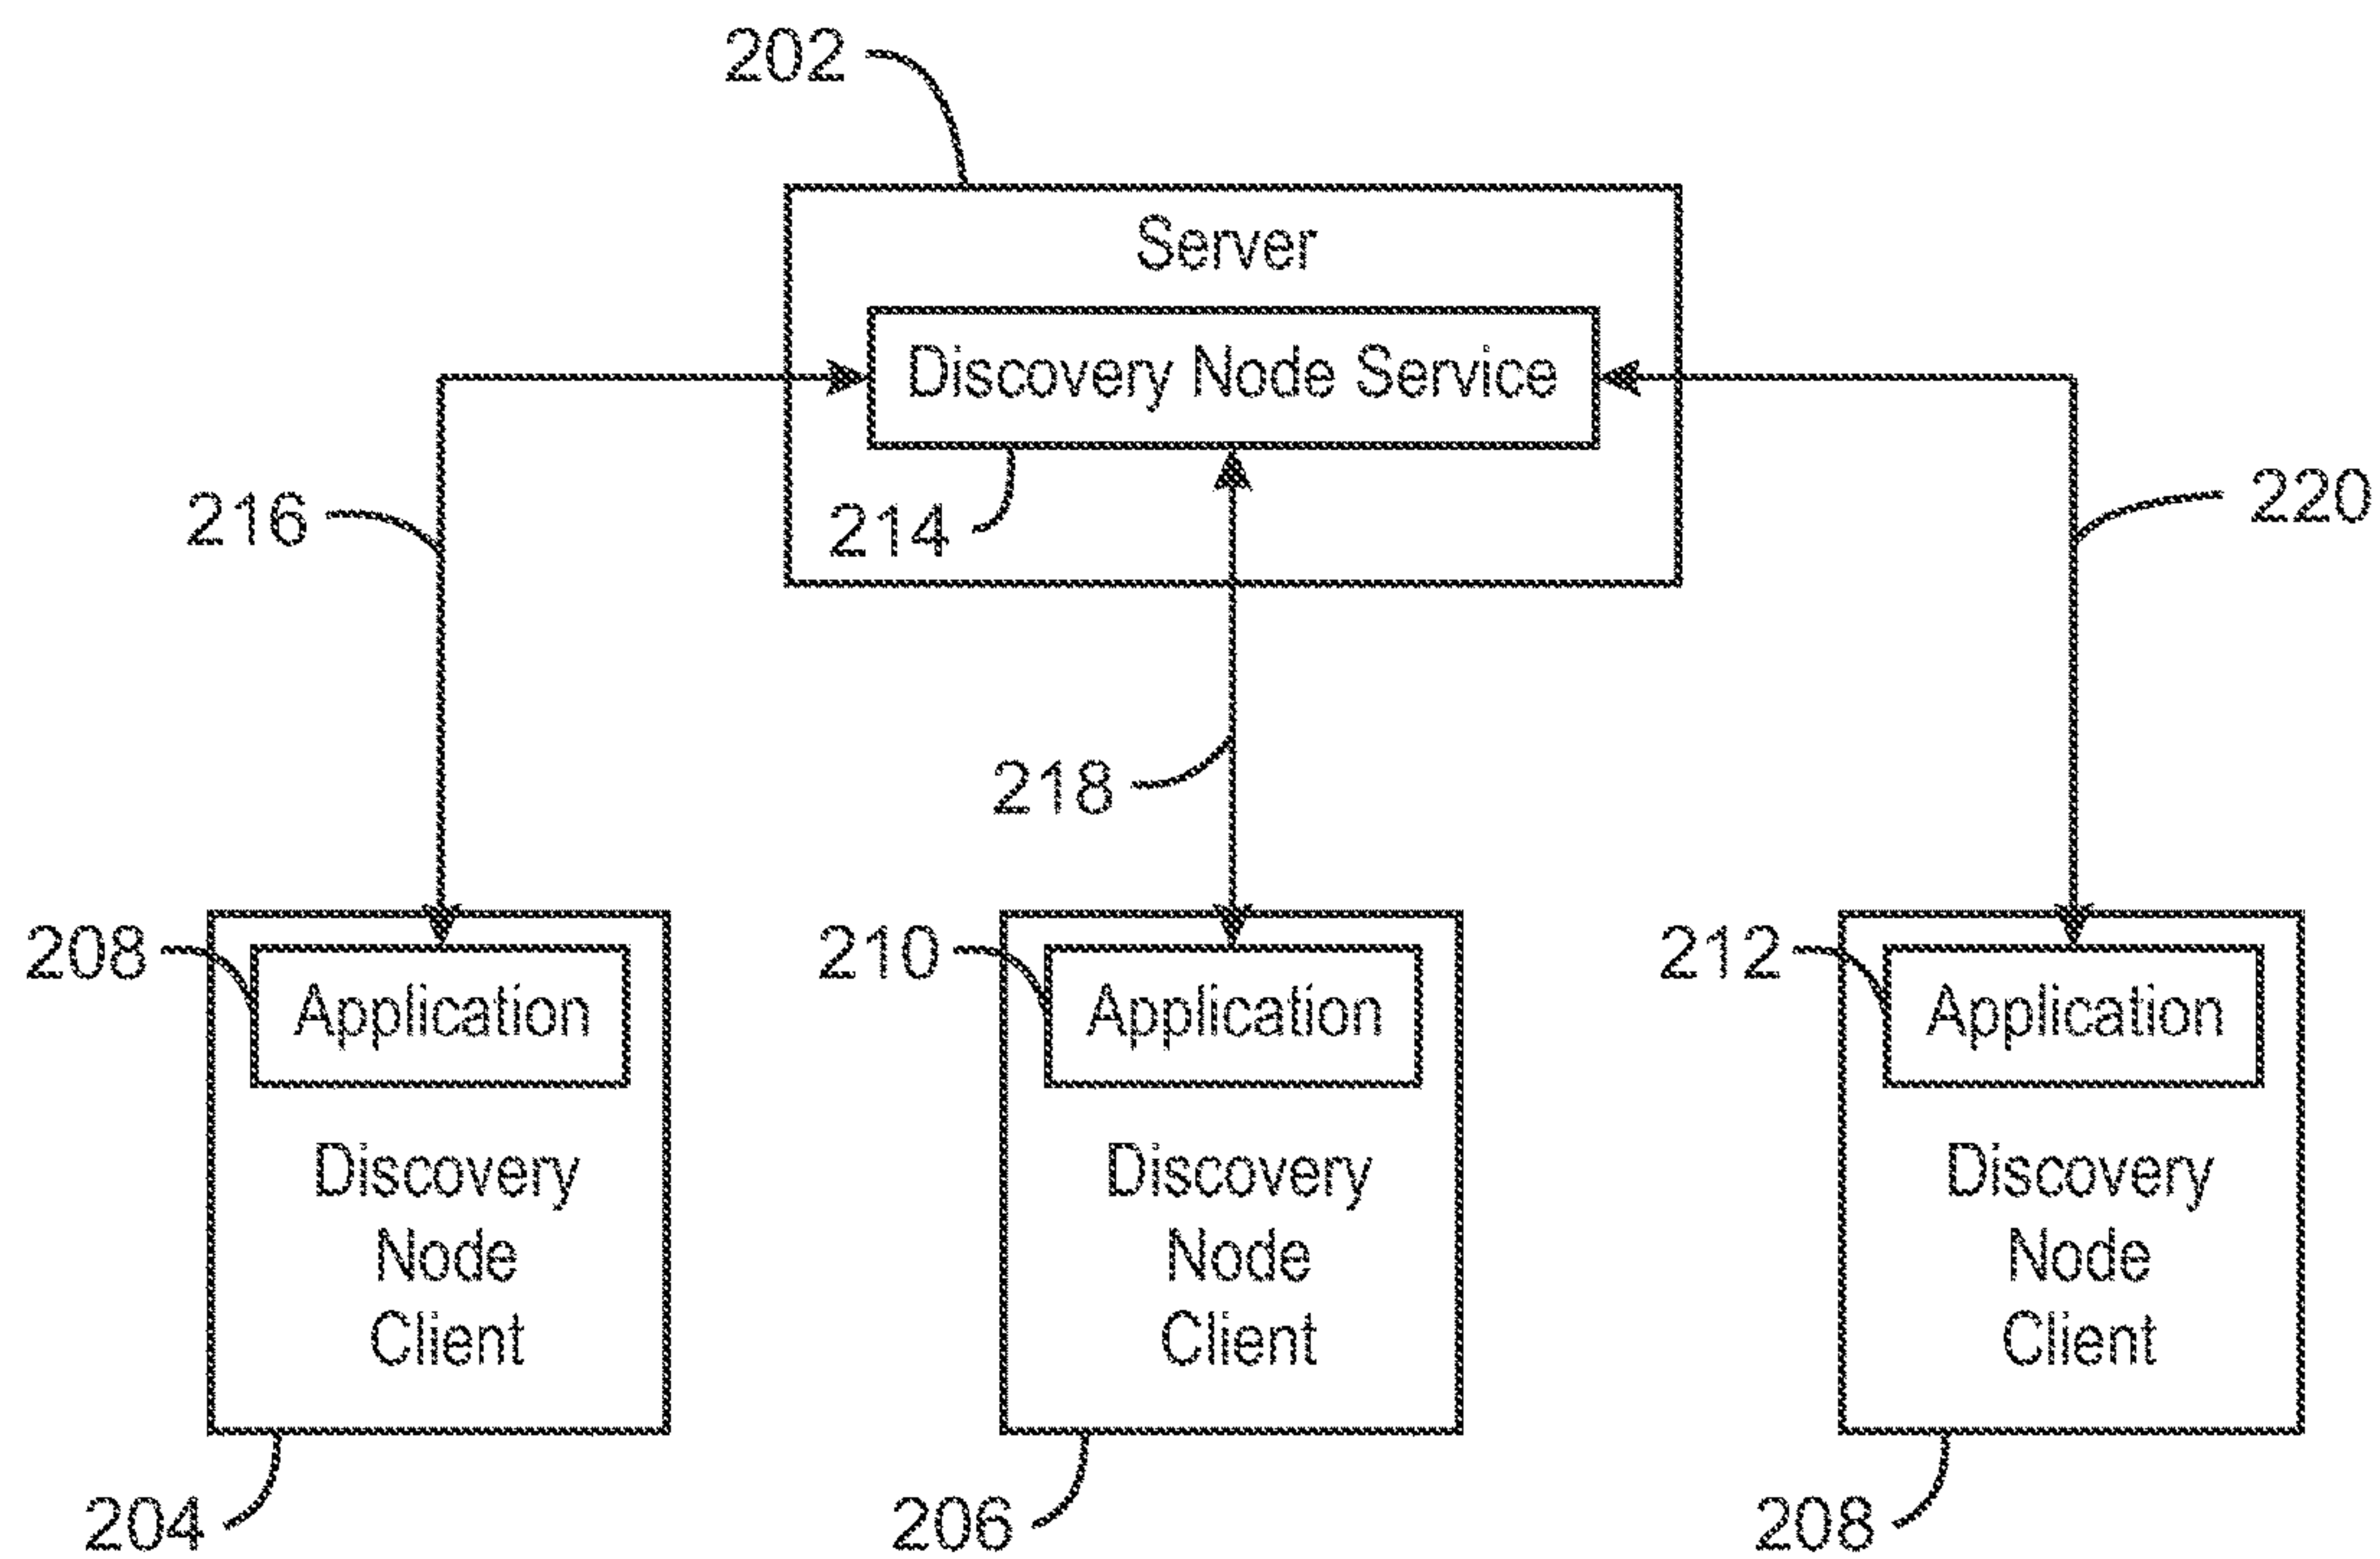 202
Server
Discovery Node Service
214
216
220
218
208
Application
Discovery
Node
Client
204
210
Application
Discovery
Node
Client
206
212
Application
Discovery
Node
Client
208